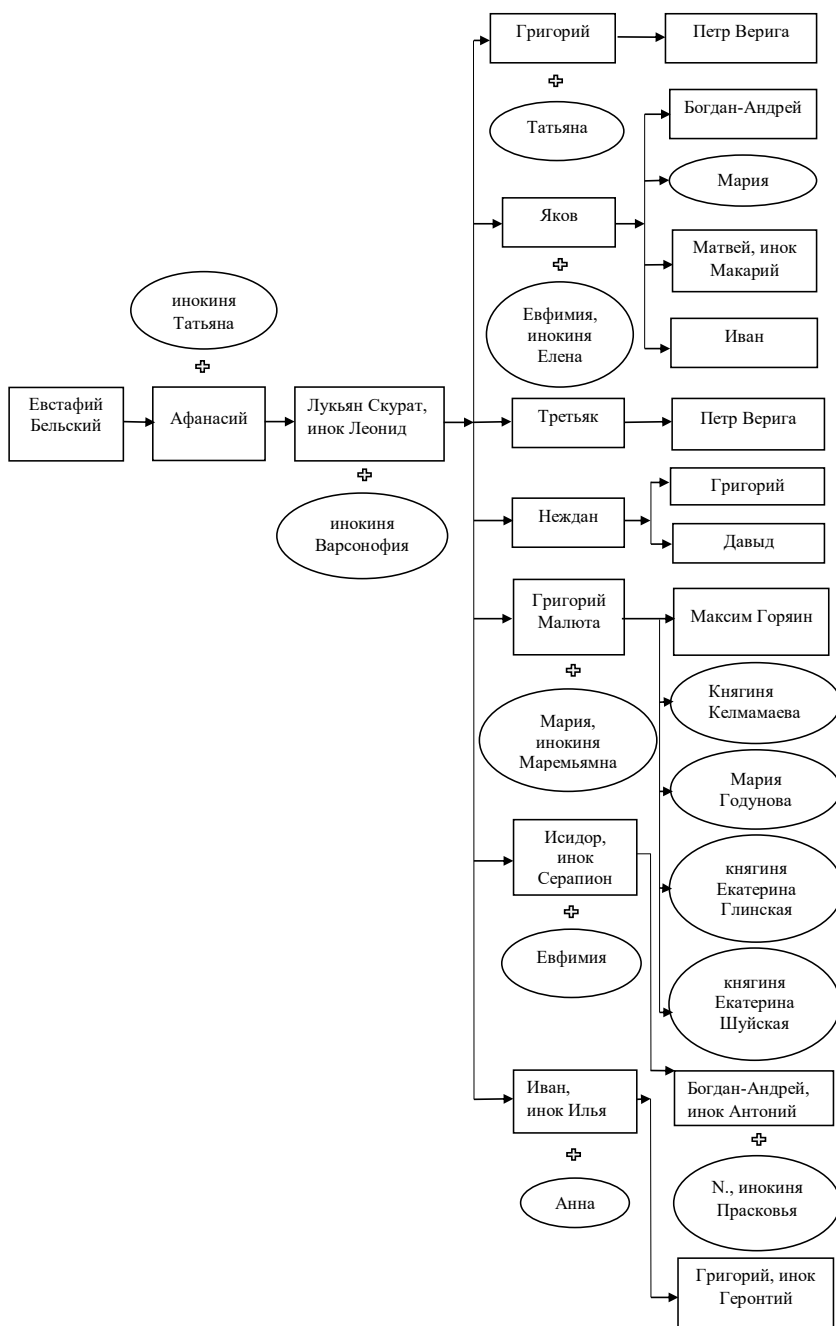 Григорий
Петр Верига
Татьяна
Богдан-Андрей
Мария
Яков
Матвей, инок
Макарий
Евфимия,
инокиня
Елена
Иван
инокиня
Татьяна
Евстафий
Бельский
Афанасий
Лукьян Скурат,
инок Леонид
инокиня
Варсонофия
Третьяк
Петр Верига
Неждан
Григорий
Давыд
Григорий
Малюта
Максим Горяин
Мария,
инокиня
Маремьямна
Княгиня
Келмамаева
Мария
Годунова
княгиня
Екатерина
Глинская
княгиня
Екатерина
Шуйская
Исидор,
инок
Серапион
Евфимия
Богдан-Андрей,
инок Антоний
N., инокиня
Прасковья
Иван,
инок Илья
Анна
Григорий, инок
Геронтий